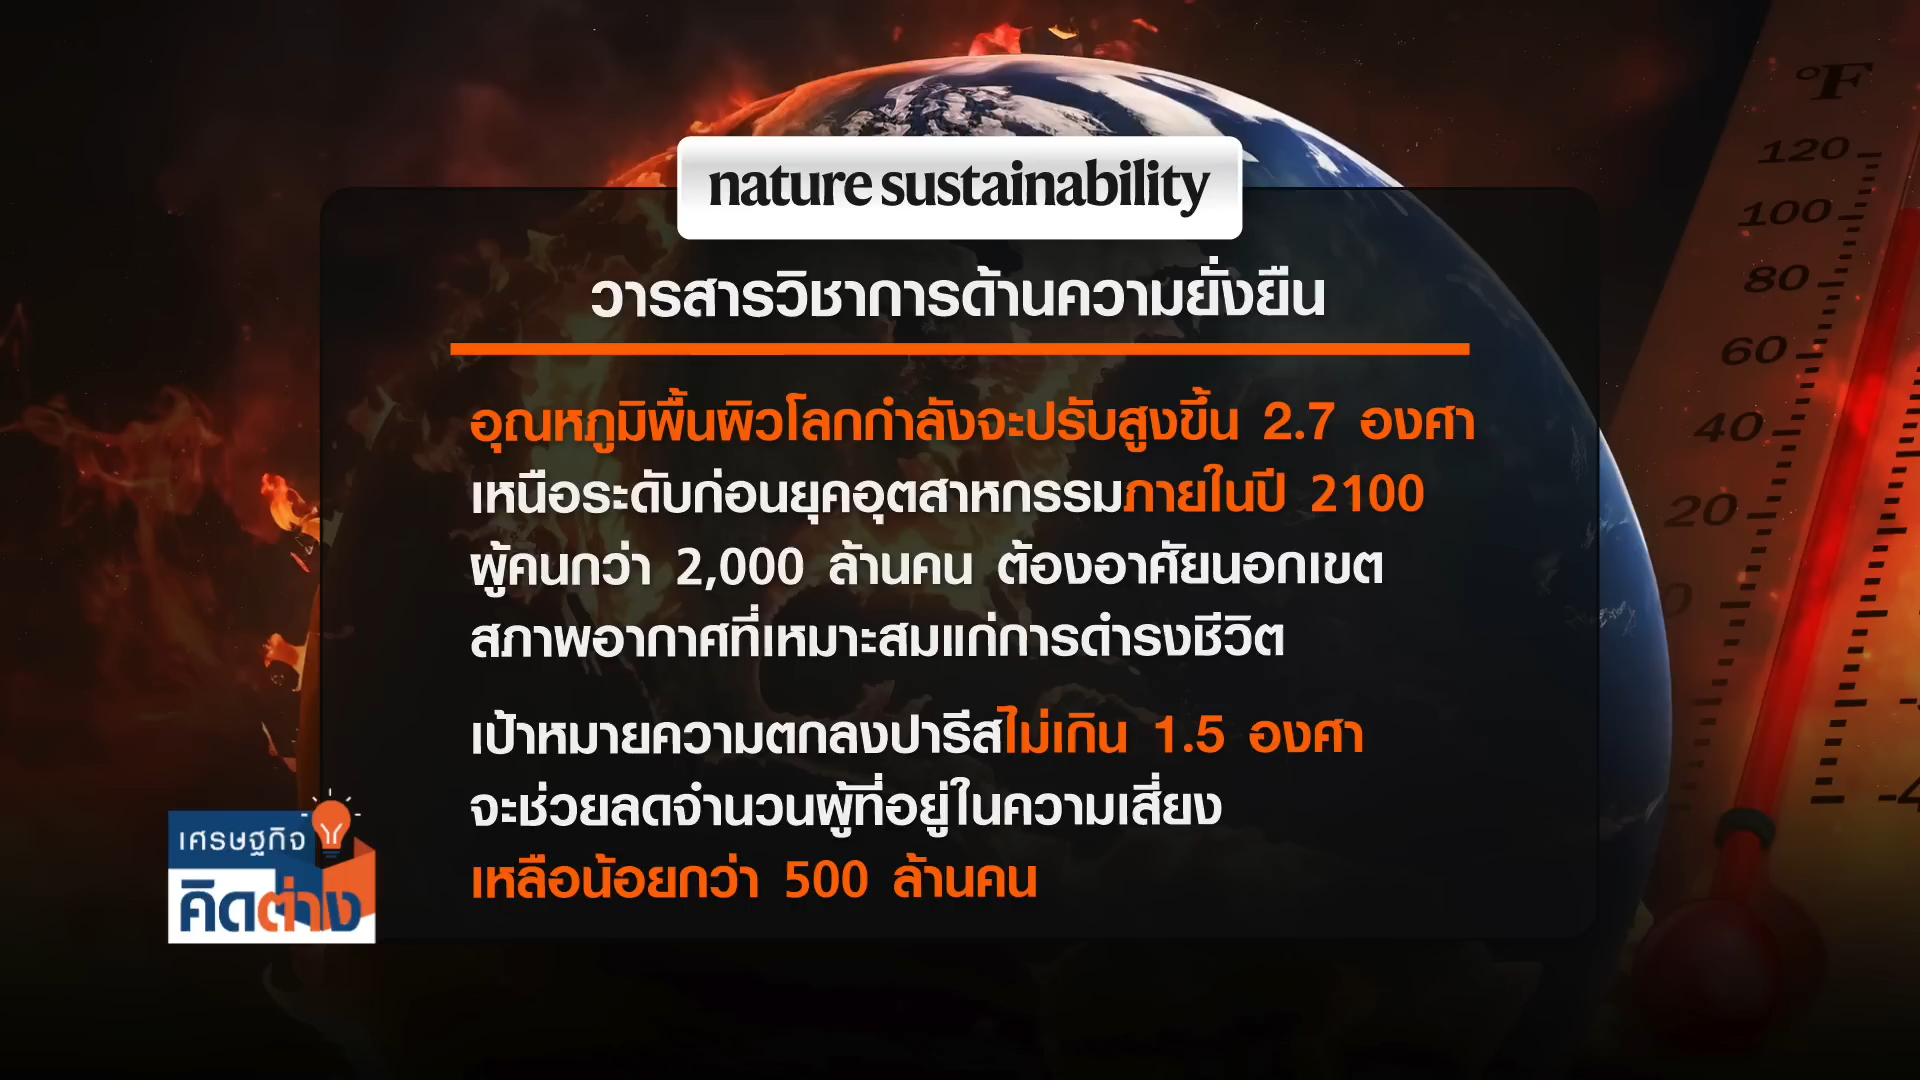 nature sustainability
วารสารวิชาการด้านความยั่งยืน
อุณหภูมิพื้นผิวโลกกำลังจะปรับสูงขึ้น 2.7 องศา
เหนือระดับก่อนยุคอุตสาหกรรมภายในปี 2100
ผู้คนกว่า 2,000 ล้านคน ต้องอาศัยนอกเขต
สภาพอากาศที่เหมาะสมแก่การดำรงชีวิต
เป้าหมายความตกลงปารีสไม่เกิน 1.5 องศา
จะช่วยลดจำนวนผู้ที่อยู่ในความเสี่ยง
เหลือน้อยกว่า 500 ล้านคน
เศรษฐกิจ
คิดต่าง
°F
120
100
80
60
40
20
0